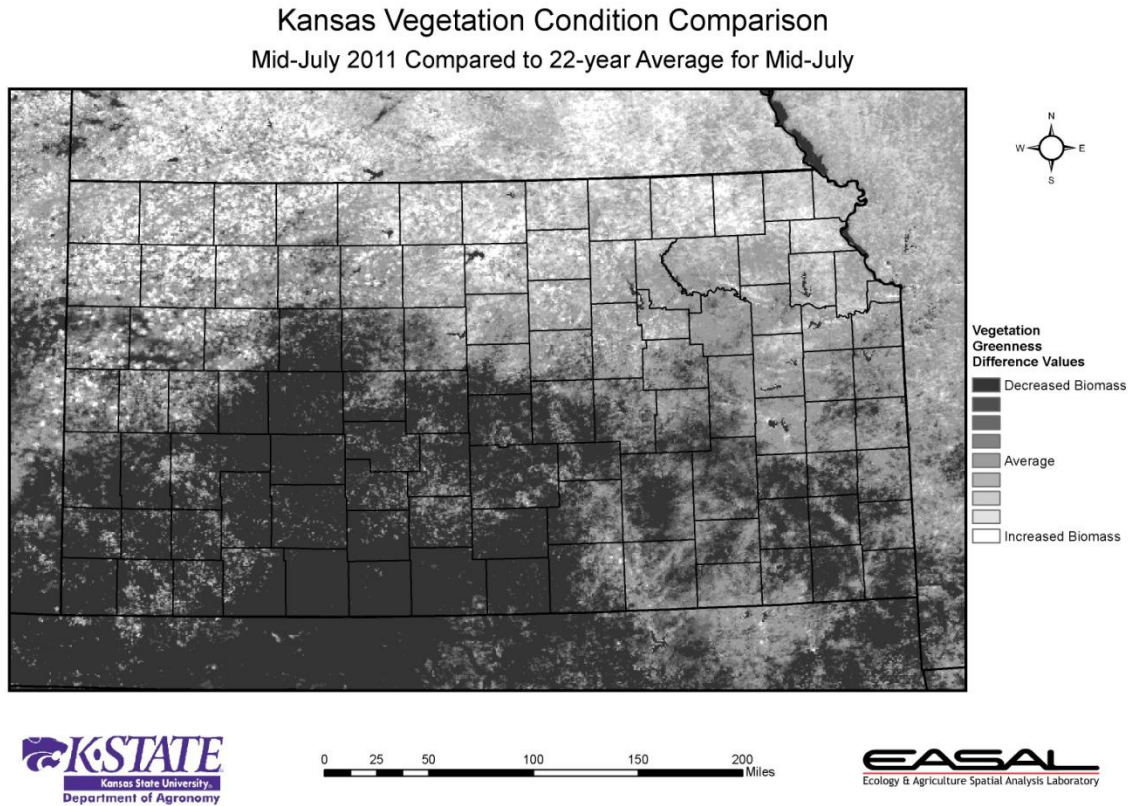 Kansas Vegetation Condition Comparison
Mid-July 2011 Compared to 22-year Average for Mid-July
N
W E
S
Vegetation
Greenness
Difference Values
Decreased Biomass
Average
Increased Biomass
K-STATE
Kansas State University
Department of Agronomy
0 25 50 100 150 200
Miles
EASAL
Ecology & Agriculture Spatial Analysis Laboratory